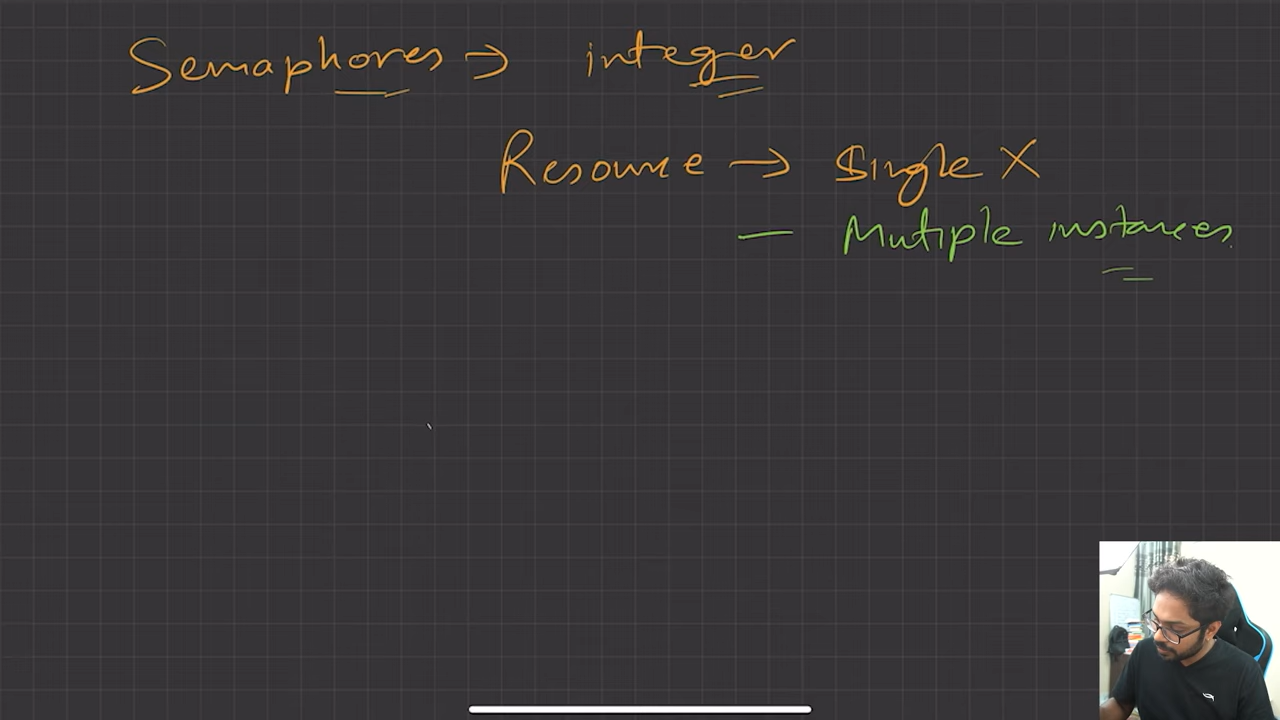 Semaphores → integer
Resource → Single X
— Mutiple instances